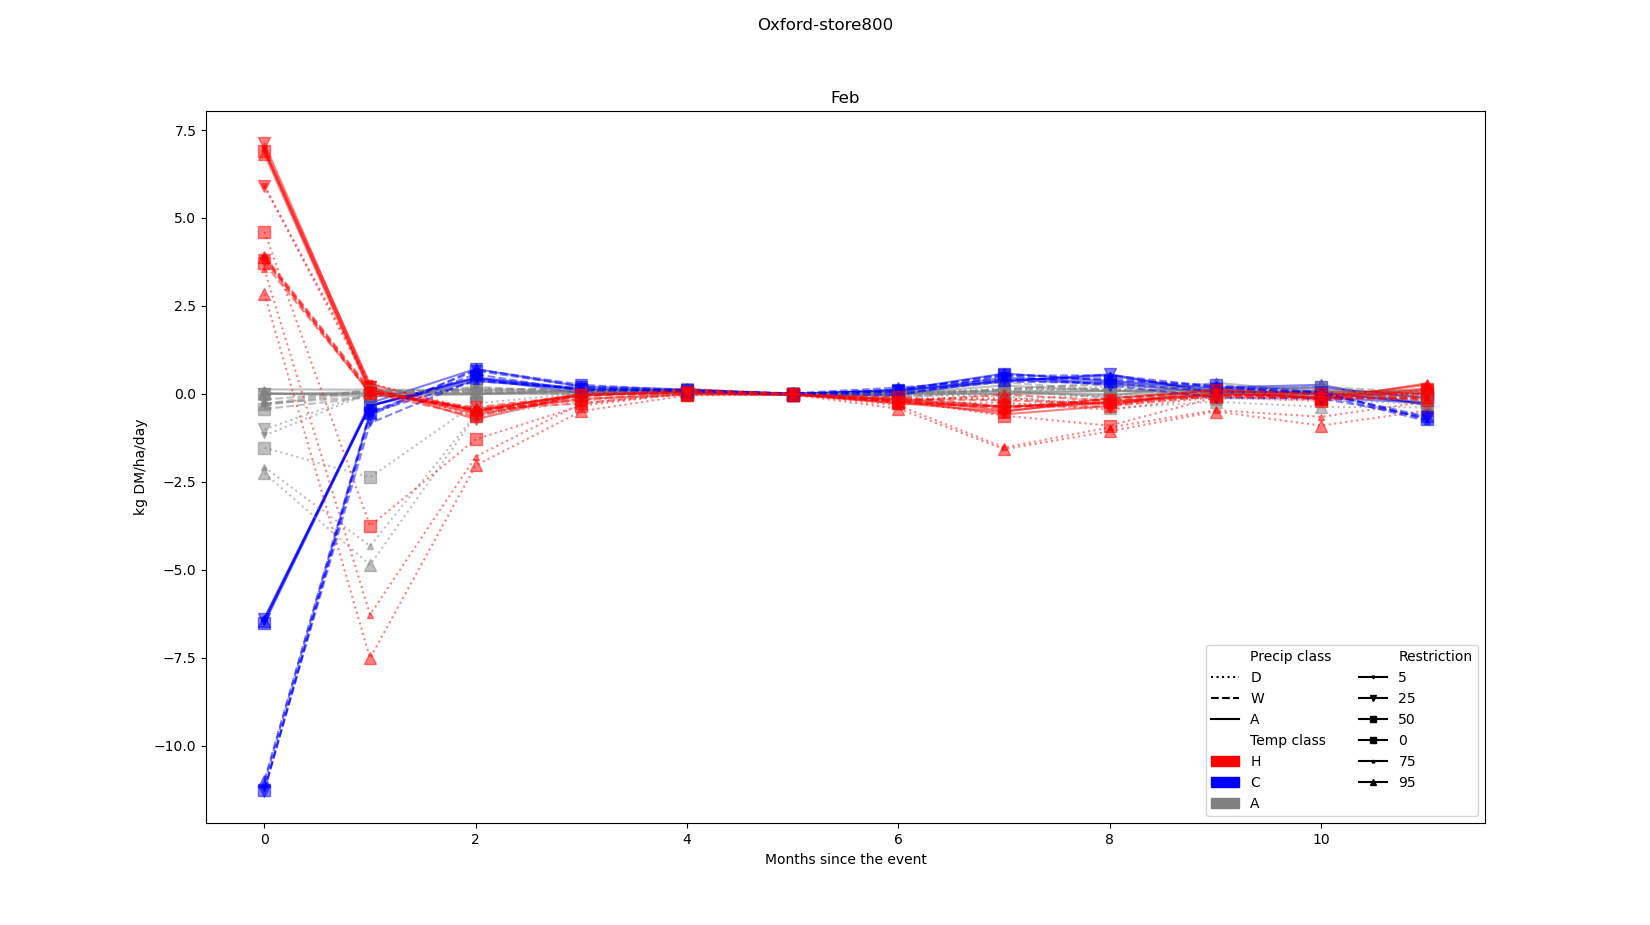 Oxford-store800
Feb
7.5
5.0
2.5
0.0
−2.5
−5.0
−7.5
−10.0
kg DM/ha/day
0 2 4 6 8 10
Months since the event
Precip class
D
W
A
Temp class
H
C
A
Restriction
5
25
50
0
75
95